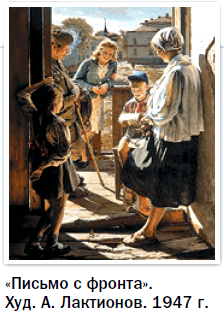 «Письмо с фронта».
Худ. А. Лактионов. 1947 г.